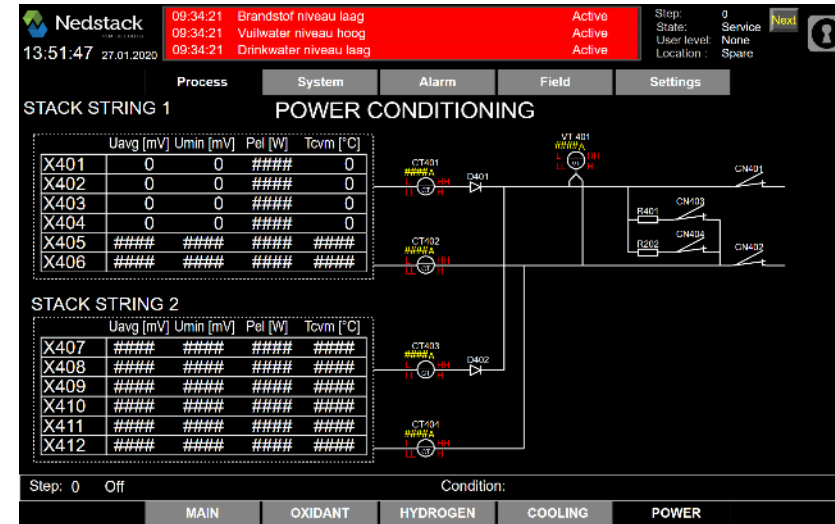 Nedstack
13:51:47 27.01.2020
09:34:21 Brandstof niveau laag Active
09:34:21 Vuilwater niveau hoog Active
09:34:21 Drinkwater niveau laag Active
Step: 0
State: Service
User level: None
Location : Spare
Next
Process System Alarm Field Settings
STACK STRING 1
POWER CONDITIONING
Uavg [mV] Umin [mV] Pel [W] Tcvm [°C]
X401 0 0 #### 0
X402 0 0 #### 0
X403 0 0 #### 0
X404 0 0 #### 0
X405 #### #### #### ####
X406 #### #### #### ####
STACK STRING 2
Uavg [mV] Umin [mV] Pel [W] Tcvm [°C]
X407 #### #### #### ####
X408 #### #### #### ####
X409 #### #### #### ####
X410 #### #### #### ####
X411 #### #### #### ####
X412 #### #### #### ####
VT 401
####A
HH
H
CT401
####A
HH
H
D401
CT402
####A
HH
H
CT403
####A
HH
H
D402
CT404
####A
HH
H
CN401
CN403
R401
CN404
R202
CN402
Step: 0 Off Condition:
MAIN OXIDANT HYDROGEN COOLING POWER